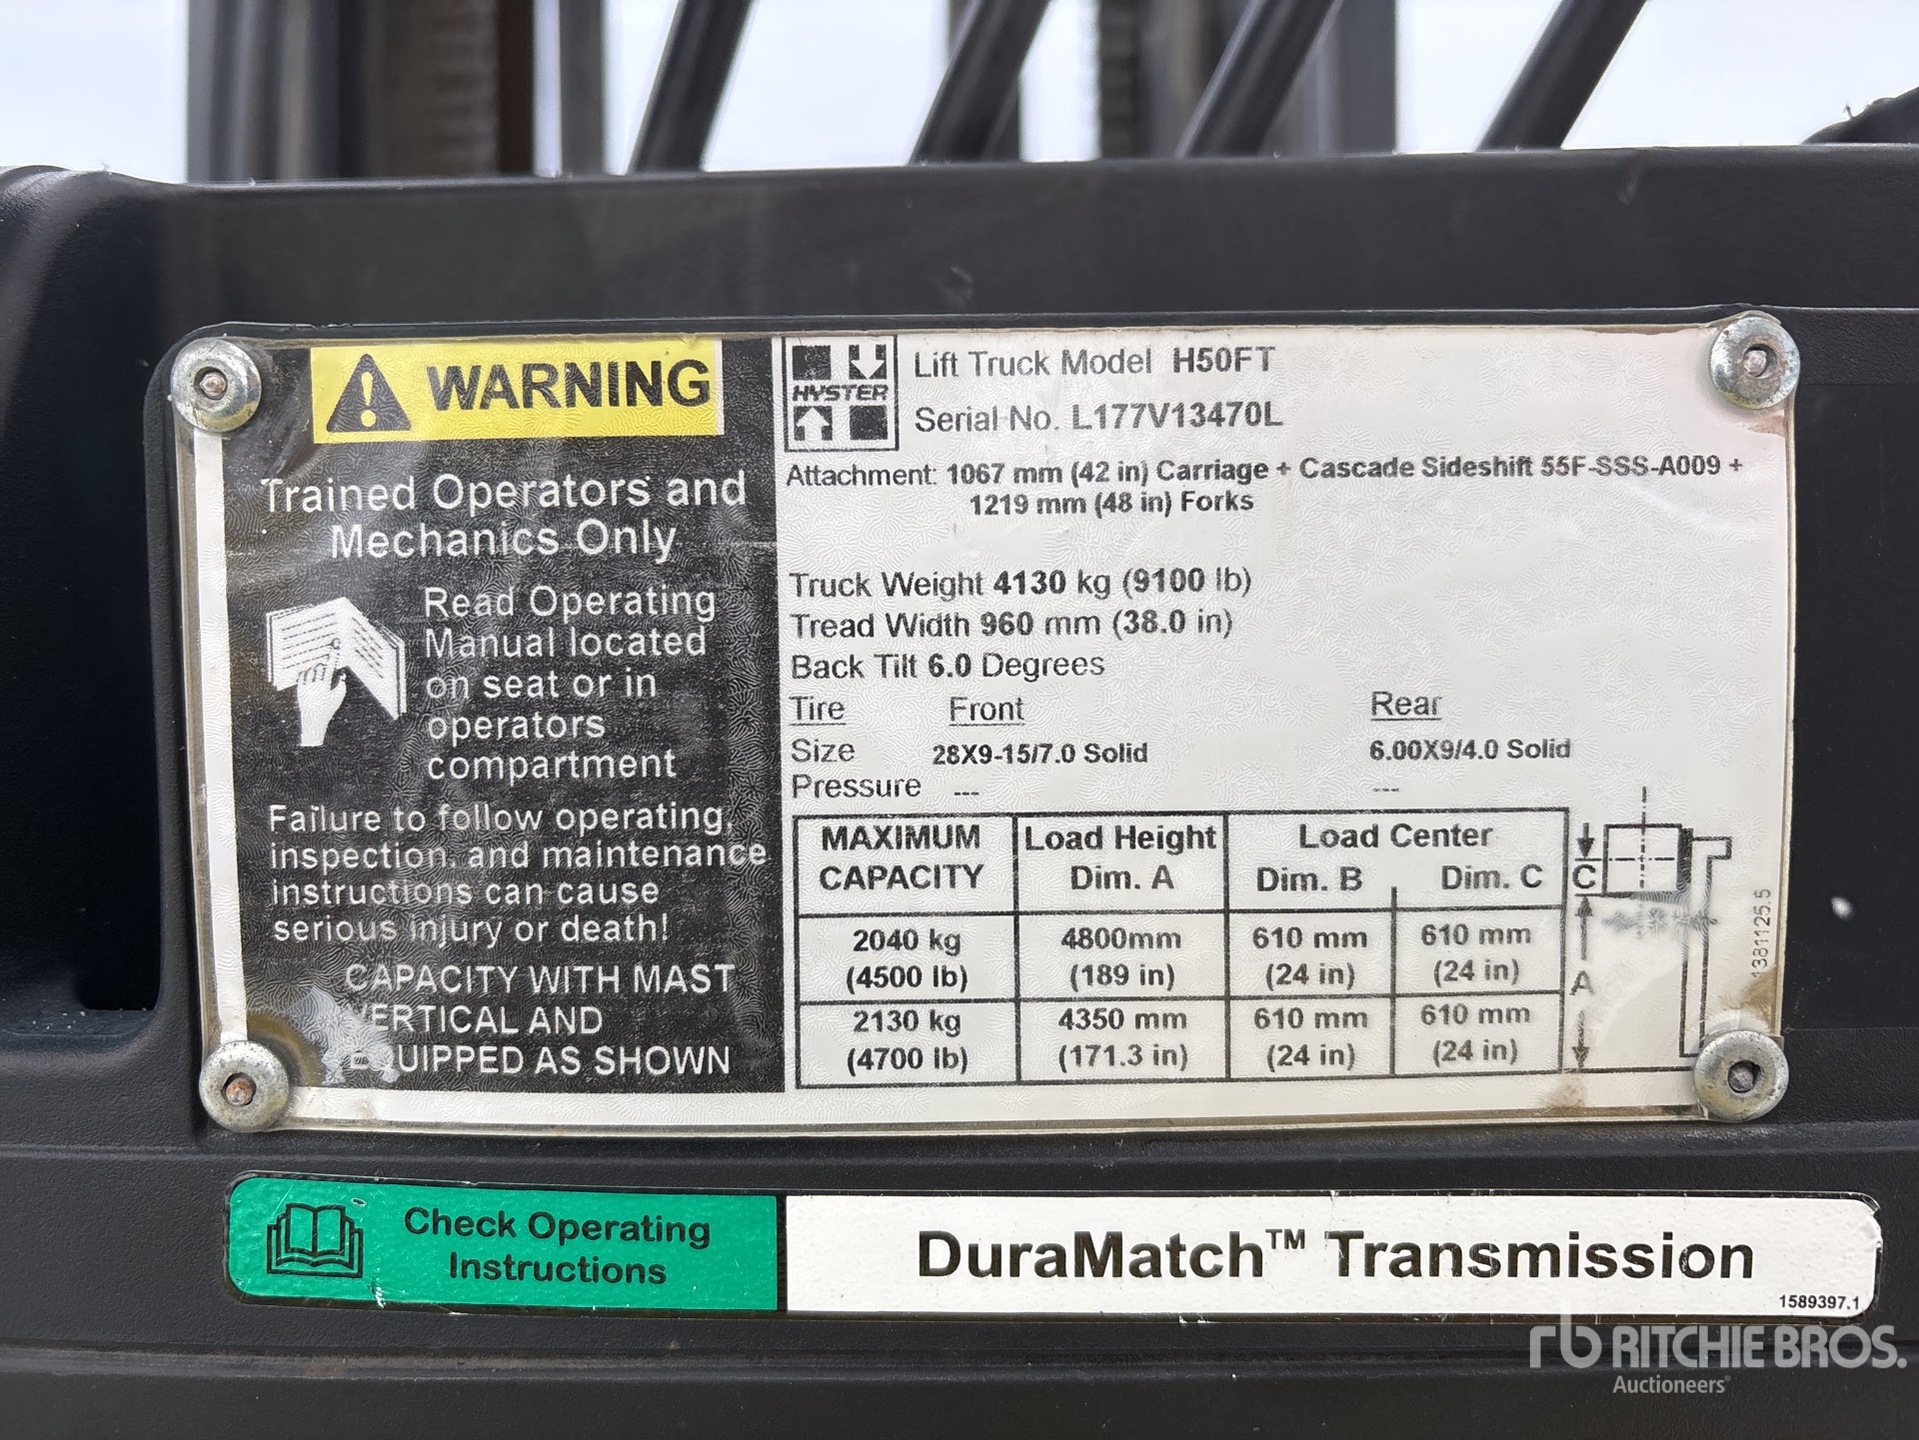 WARNING
Trained Operators and
Mechanics Only
Read Operating
Manual located
on seat or in
operators
compartment
Failure to follow operating,
inspection, and maintenance
instructions can cause
serious injury or death!
CAPACITY WITH MAST
VERTICAL AND
EQUIPPED AS SHOWN
HYSTER
Lift Truck Model H50FT
Serial No. L177V13470L
Attachment: 1067 mm (42 in) Carriage + Cascade Sideshift 55F-SSS-A009 +
1219 mm (48 in) Forks
Truck Weight 4130 kg (9100 lb)
Tread Width 960 mm (38.0 in)
Back Tilt 6.0 Degrees
Tire Front Rear
Size 28X9-15/7.0 Solid 6.00X9/4.0 Solid
Pressure --- ---
MAXIMUM Load Height Load Center
CAPACITY Dim. A Dim. B Dim. C
2040 kg 4800mm 610 mm 610 mm
(4500 lb) (189 in) (24 in) (24 in)
2130 kg 4350 mm 610 mm 610 mm
(4700 lb) (171.3 in) (24 in) (24 in)
C
A
1381125.5
Check Operating
Instructions
DuraMatch™ Transmission
1589397.1
rb RITCHIE BROS.
Auctioneers®